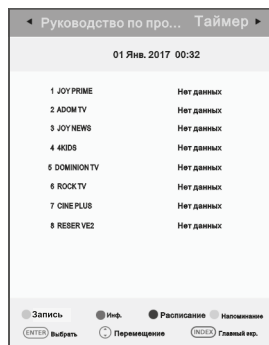 Руководство по про... Таймер
01 Янв. 2017 00:32
1 JOY PRIME Нет данных
2 ADOM TV Нет данных
3 JOY NEWS Нет данных
4 4KIDS Нет данных
5 DOMINION TV Нет данных
6 ROCK TV Нет данных
7 CINE PLUS Нет данных
8 RESER VE2 Нет данных
Запись Инф. Расписание Напоминание
ENTER Выбрать Перемещение INDEX Главный экр.